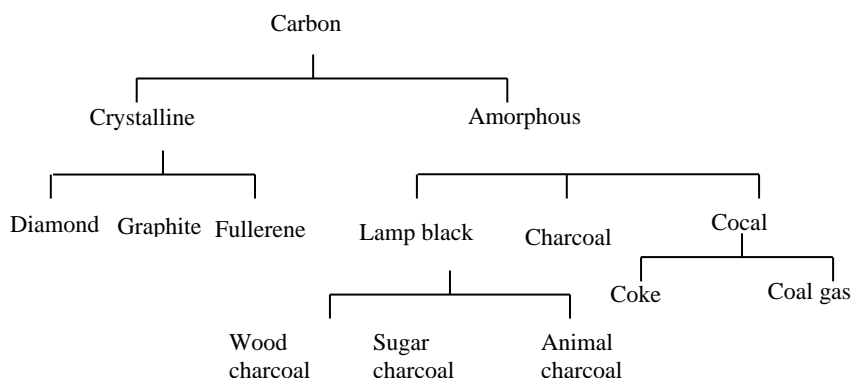 Carbon
Crystalline
Amorphous
Diamond
Graphite
Fullerene
Lamp black
Charcoal
Cocal
Coke
Coal gas
Wood
charcoal
Sugar
charcoal
Animal
charcoal